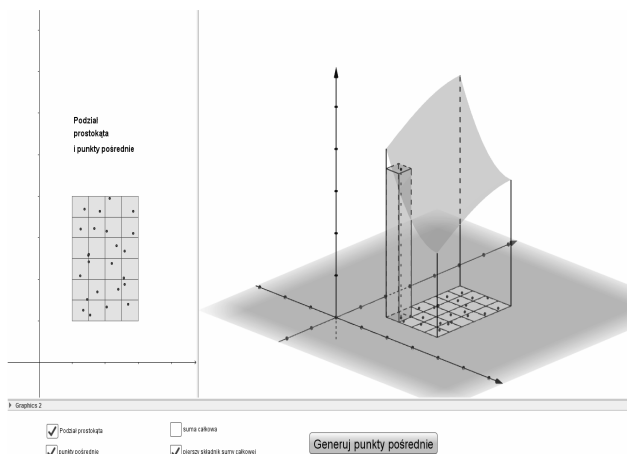 Podział
prostokąta
i punkty pośrednie
Graphics 2
Podział prostokąta
suma całkowa
punkty pośrednie
pierwszy składnik sumy całkowej
Generuj punkty pośrednie